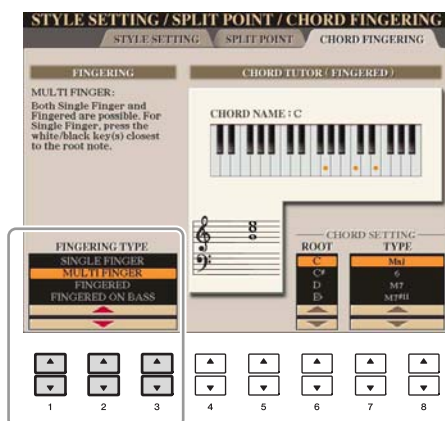 STYLE SETTING / SPLIT POINT / CHORD FINGERING
STYLE SETTING SPLIT POINT CHORD FINGERING
FINGERING
MULTI FINGER:
Both Single Finger and
Fingered are possible. For
Single Finger, press the
white/black key(s) closest
to the root note.
CHORD TUTOR ( FINGERED )
CHORD NAME : C
FINGERING TYPE
SINGLE FINGER
MULTI FINGER
FINGERED
FINGERED ON BASS
CHORD SETTING
ROOT TYPE
C Maj
C# 6
D M7
E♭ M7#11
1 2 3 4 5 6 7 8